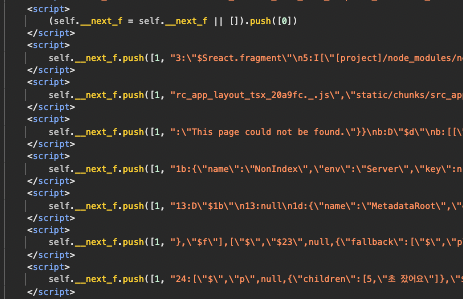 <script>
(self.__next_f = self.__next_f || []).push([0])
</script>
<script>
self.__next_f.push([1, "3:\"$Sreact.fragment\"\n5:I[\"[project]/node_modules/n
</script>
<script>
self.__next_f.push([1, "rc_app_layout_tsx_20a9fc._.js\",\"static/chunks/src_ap
</script>
<script>
self.__next_f.push([1, ":\"This page could not be found.\"}}\nb:D\"$d\"\nb:[[\"
</script>
<script>
self.__next_f.push([1, "1b:{\"name\":\"NonIndex\",\"env\":\"Server\",\"key\":n
</script>
<script>
self.__next_f.push([1, "13:D\"$1b\"\n13:null\n1d:{\"name\":\"MetadataRoot\",\"
</script>
<script>
self.__next_f.push([1, "},\"$f\"],[\"$\",\"$23\",null,{\"fallback\":[\"$\",\"p
</script>
<script>
self.__next_f.push([1, "24:[\"$\",\"p\",null,{\"children\":[5,\"초 잤어요\"]},\"s
</script>